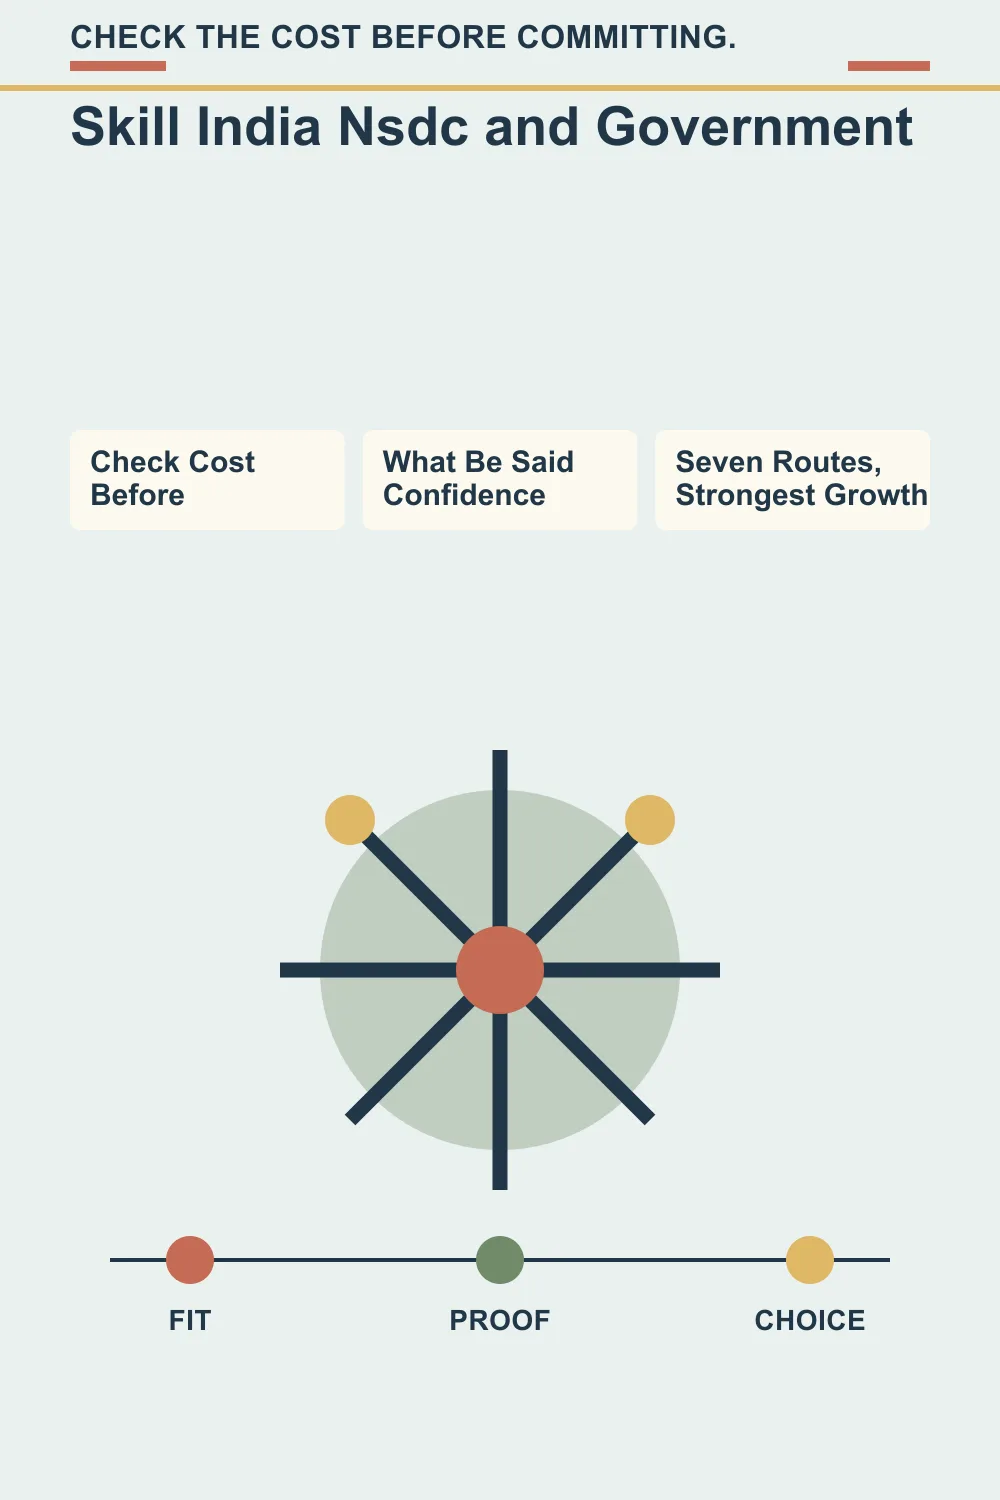 CHECK THE COST BEFORE COMMITTING.
Skill India Nsdc and Government
Check Cost
Before
What Be Said
Confidence
Seven Routes,
Strongest Growth
FIT
PROOF
CHOICE